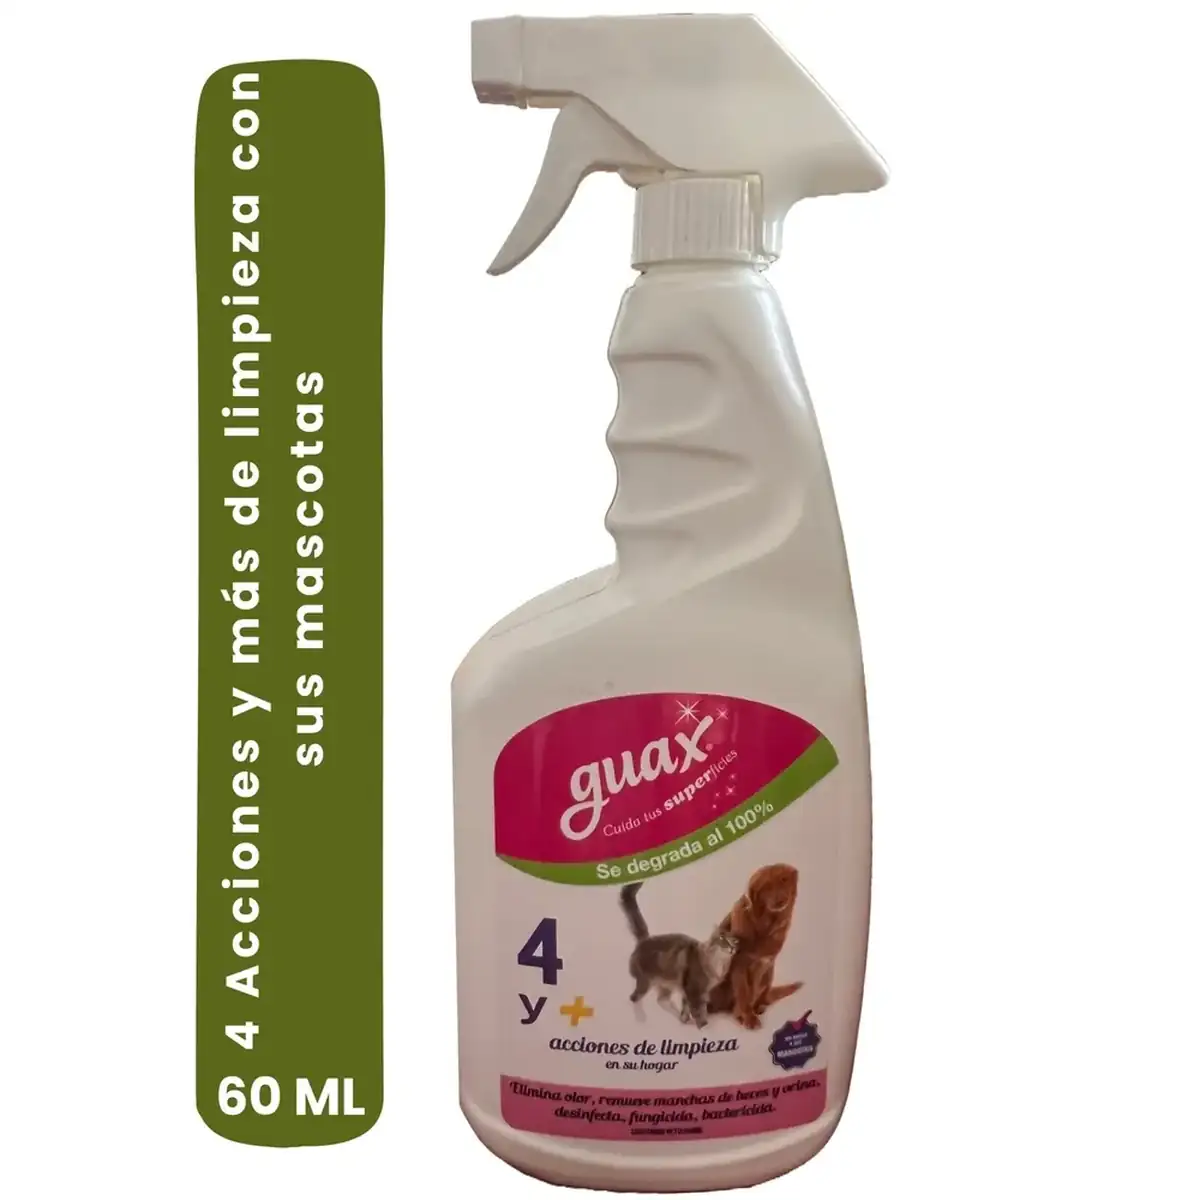 4 Acciones y más de limpieza con
sus mascotas
60 ML
guax
Cuida tus superficies
Se degrada al 100%
4
y +
acciones de limpieza
en su hogar
MASCOTAS
Elimina olor, remueve manchas de heces y orina,
desinfecta, fungicida, bactericida.